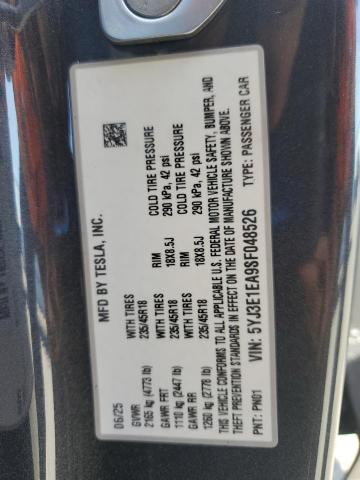 MFD BY TESLA, INC.
06/25
GVWR WITH TIRES RIM COLD TIRE PRESSURE
2165 kg (4773 lb) 235/45R18 18X8.5J 290 kPa, 42 psi
GAWR FRT WITH TIRES RIM COLD TIRE PRESSURE
1110 kg (2447 lb) 235/45R18 18X8.5J 290 kPa, 42 psi
GAWR RR
1260 kg (2778 lb)
THIS VEHICLE CONFORMS TO ALL APPLICABLE U.S. FEDERAL MOTOR VEHICLE SAFETY, BUMPER, AND
THEFT PREVENTION STANDARDS IN EFFECT ON THE DATE OF MANUFACTURE SHOWN ABOVE.
VIN: 5YJ3E1EA9SF048526
PNT: PN01 TYPE: PASSENGER CAR